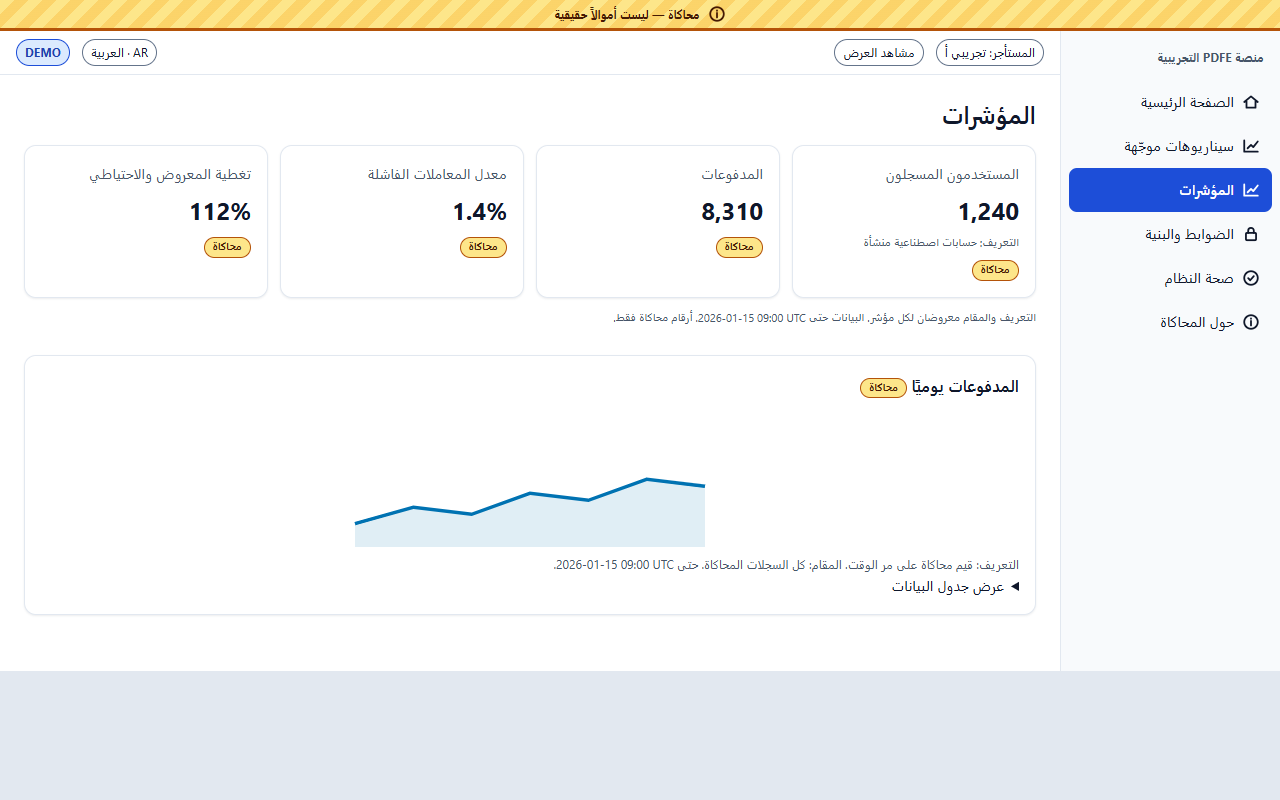 محاكاة — ليست أموالاً حقيقية
منصة PDFE التجريبية
الصفحة الرئيسية
سيناريوهات موجّهة
المؤشرات
الضوابط والبنية
صحة النظام
حول المحاكاة
المستأجر: تجريبي أ
مشاهد العرض
AR · العربية
DEMO
المؤشرات
المستخدمون المسجلون
1,240
التعريف: حسابات اصطناعية منشأة
محاكاة
المدفوعات
8,310
محاكاة
معدل المعاملات الفاشلة
1.4%
محاكاة
تغطية المعروض والاحتياطي
112%
محاكاة
التعريف والمقام معروضان لكل مؤشر. البيانات حتى 2026-01-15 09:00 UTC. أرقام محاكاة فقط.
المدفوعات يوميًا محاكاة
التعريف: قيم محاكاة على مر الوقت. المقام: كل السجلات المحاكاة. حتى 2026-01-15 09:00 UTC.
عرض جدول البيانات